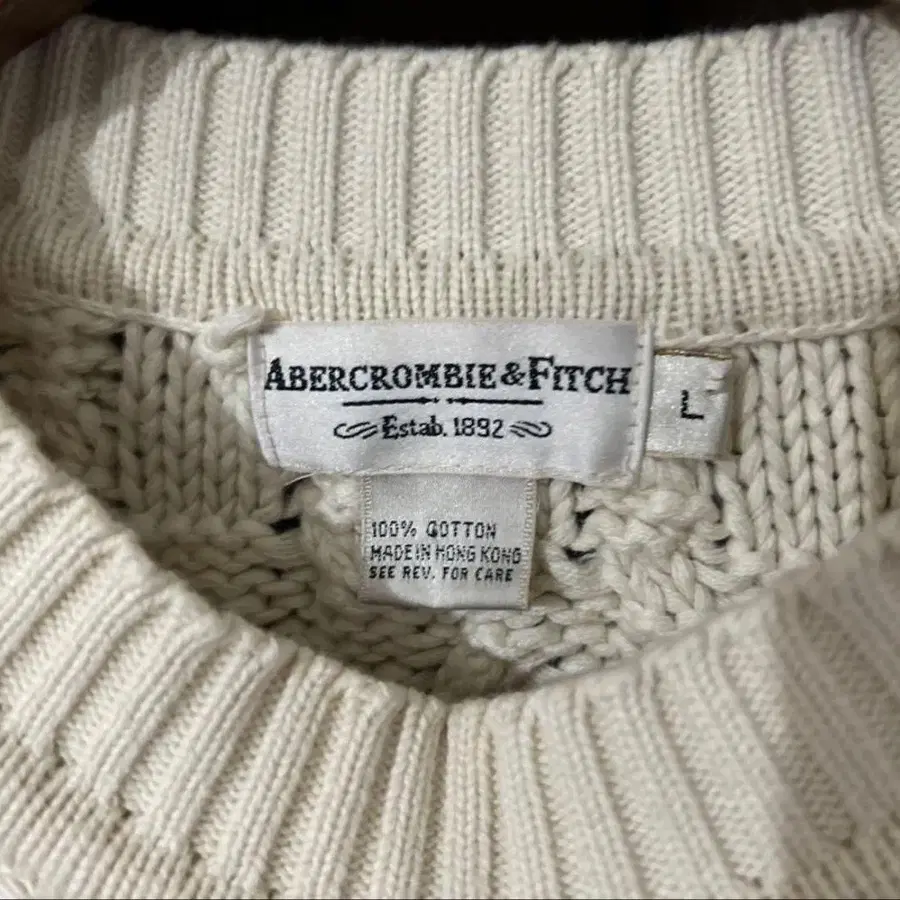 ABERCROMBIE & FITCH
Estab. 1892
L
100% COTTON
MADE IN HONG KONG
SEE REV. FOR CARE